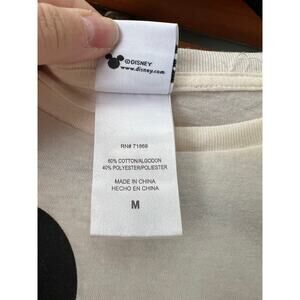 ©DISNEY
www.disney.com
RN# 71868
60% COTTON/ALGODON
40% POLYESTER/POLIESTER
MADE IN CHINA
HECHO EN CHINA
M